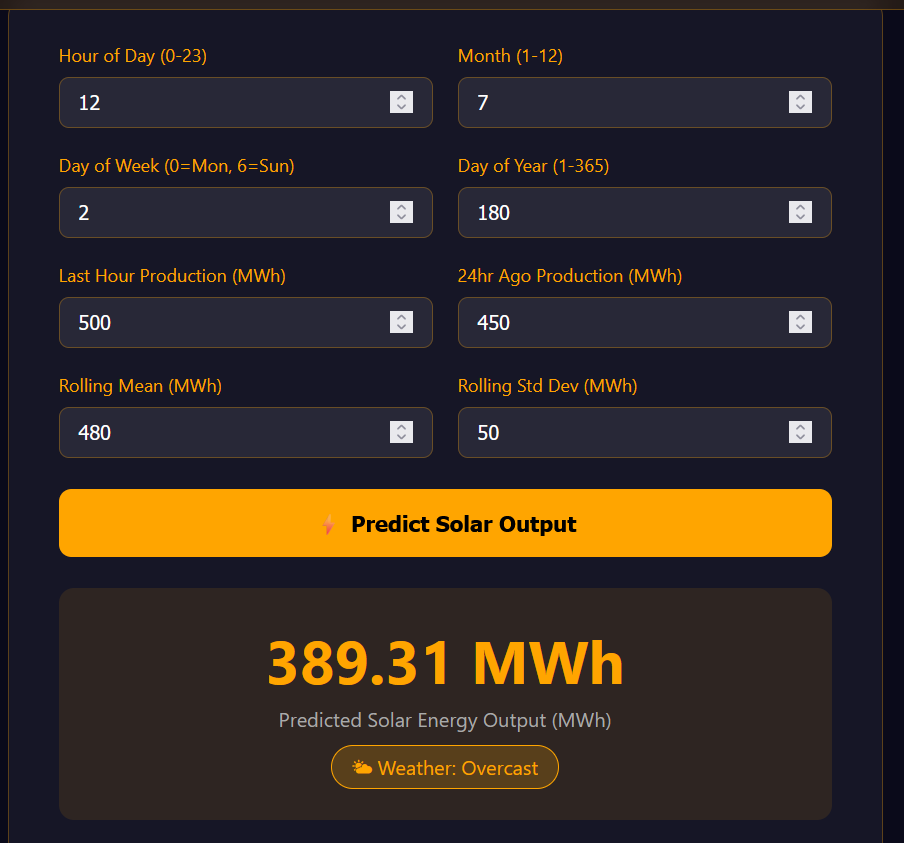 Hour of Day (0-23) Month (1-12)
12 7
Day of Week (0=Mon, 6=Sun) Day of Year (1-365)
2 180
Last Hour Production (MWh) 24hr Ago Production (MWh)
500 450
Rolling Mean (MWh) Rolling Std Dev (MWh)
480 50
Predict Solar Output
389.31 MWh
Predicted Solar Energy Output (MWh)
Weather: Overcast